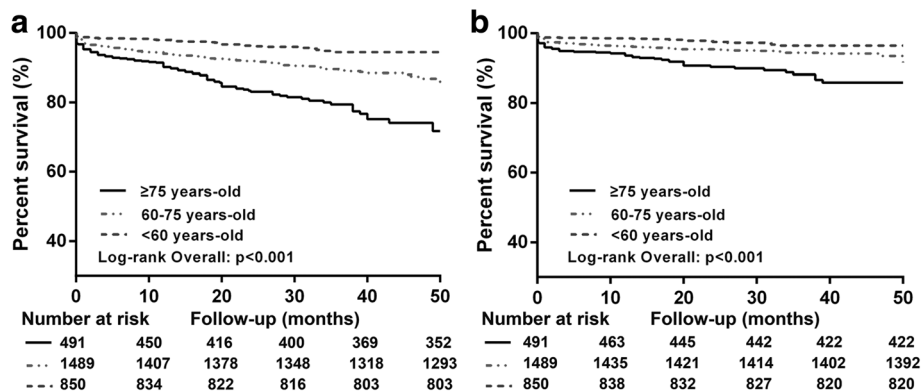 a
Percent survival (%)
100
80
60
40
≥75 years-old
60-75 years-old
<60 years-old
Log-rank Overall: p<0.001
0 10 20 30 40 50
Number at risk Follow-up (months)
491 450 416 400 369 352
1489 1407 1378 1348 1318 1293
850 834 822 816 803 803
b
Percent survival (%)
100
80
60
40
≥75 years-old
60-75 years-old
<60 years-old
Log-rank Overall: p<0.001
0 10 20 30 40 50
Number at risk Follow-up (months)
491 463 445 442 422 422
1489 1435 1421 1414 1402 1392
850 838 832 827 820 820